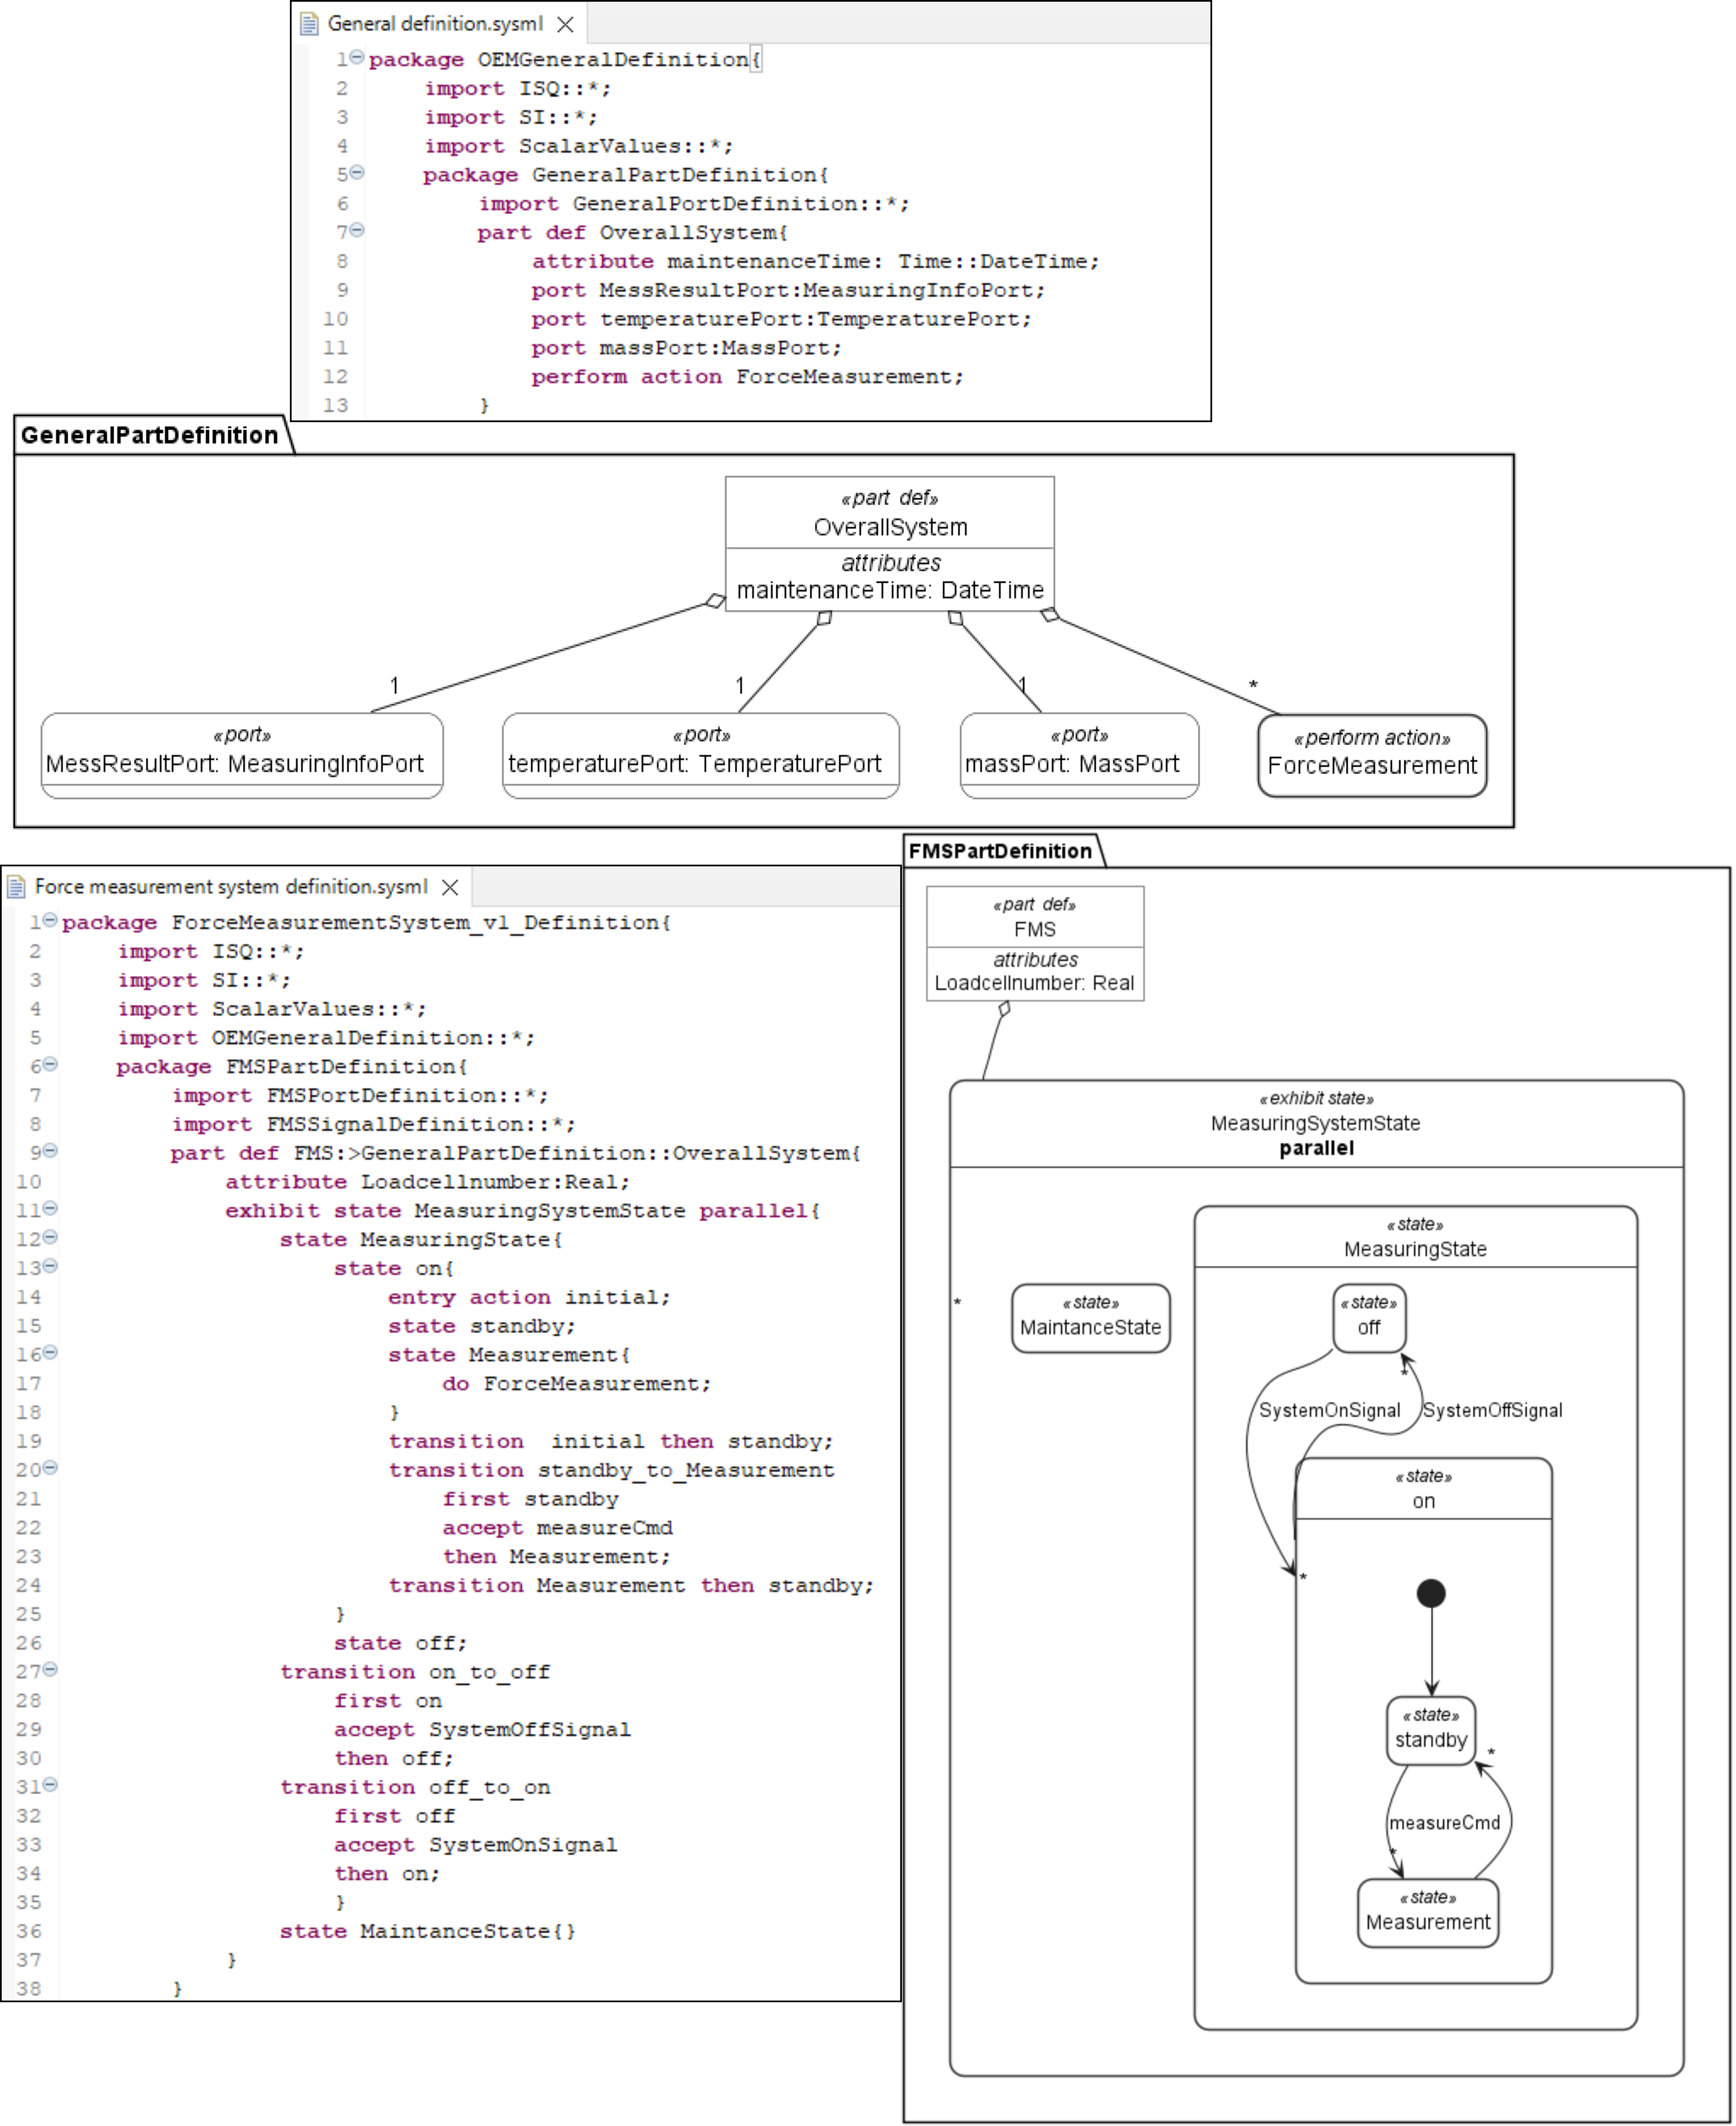 General definition.sysml
1 package OEMGeneralDefinition{
2 import ISQ::*;
3 import SI::*;
4 import ScalarValues::*;
5 package GeneralPartDefinition{
6 import GeneralPortDefinition::*;
7 part def OverallSystem{
8 attribute maintenanceTime: Time::DateTime;
9 port MessResultPort:MeasuringInfoPort;
10 port temperaturePort:TemperaturePort;
11 port massPort:MassPort;
12 perform action ForceMeasurement;
13 }
GeneralPartDefinition
«part def»
OverallSystem
attributes
maintenanceTime: DateTime
1 1 1 *
«port»
MessResultPort: MeasuringInfoPort
«port»
temperaturePort: TemperaturePort
«port»
massPort: MassPort
«perform action»
ForceMeasurement
Force measurement system definition.sysml
1 package ForceMeasurementSystem_v1_Definition{
2 import ISQ::*;
3 import SI::*;
4 import ScalarValues::*;
5 import OEMGeneralDefinition::*;
6 package FMSPartDefinition{
7 import FMSPortDefinition::*;
8 import FMSSignalDefinition::*;
9 part def FMS:>GeneralPartDefinition::OverallSystem{
10 attribute Loadcellnumber:Real;
11 exhibit state MeasuringSystemState parallel{
12 state MeasuringState{
13 state on{
14 entry action initial;
15 state standby;
16 state Measurement{
17 do ForceMeasurement;
18 }
19 transition  initial then standby;
20 transition standby_to_Measurement
21 first standby
22 accept measureCmd
23 then Measurement;
24 transition Measurement then standby;
25 }
26 state off;
27 transition on_to_off
28 first on
29 accept SystemOffSignal
30 then off;
31 transition off_to_on
32 first off
33 accept SystemOnSignal
34 then on;
35 }
36 state MaintanceState{}
37 }
38 }
FMSPartDefinition
«part def»
FMS
attributes
Loadcellnumber: Real
«exhibit state»
MeasuringSystemState
parallel
*
«state»
MaintanceState
«state»
MeasuringState
«state»
off
*
SystemOnSignal
SystemOffSignal
«state»
on
*
«state»
standby
*
measureCmd
*
«state»
Measurement